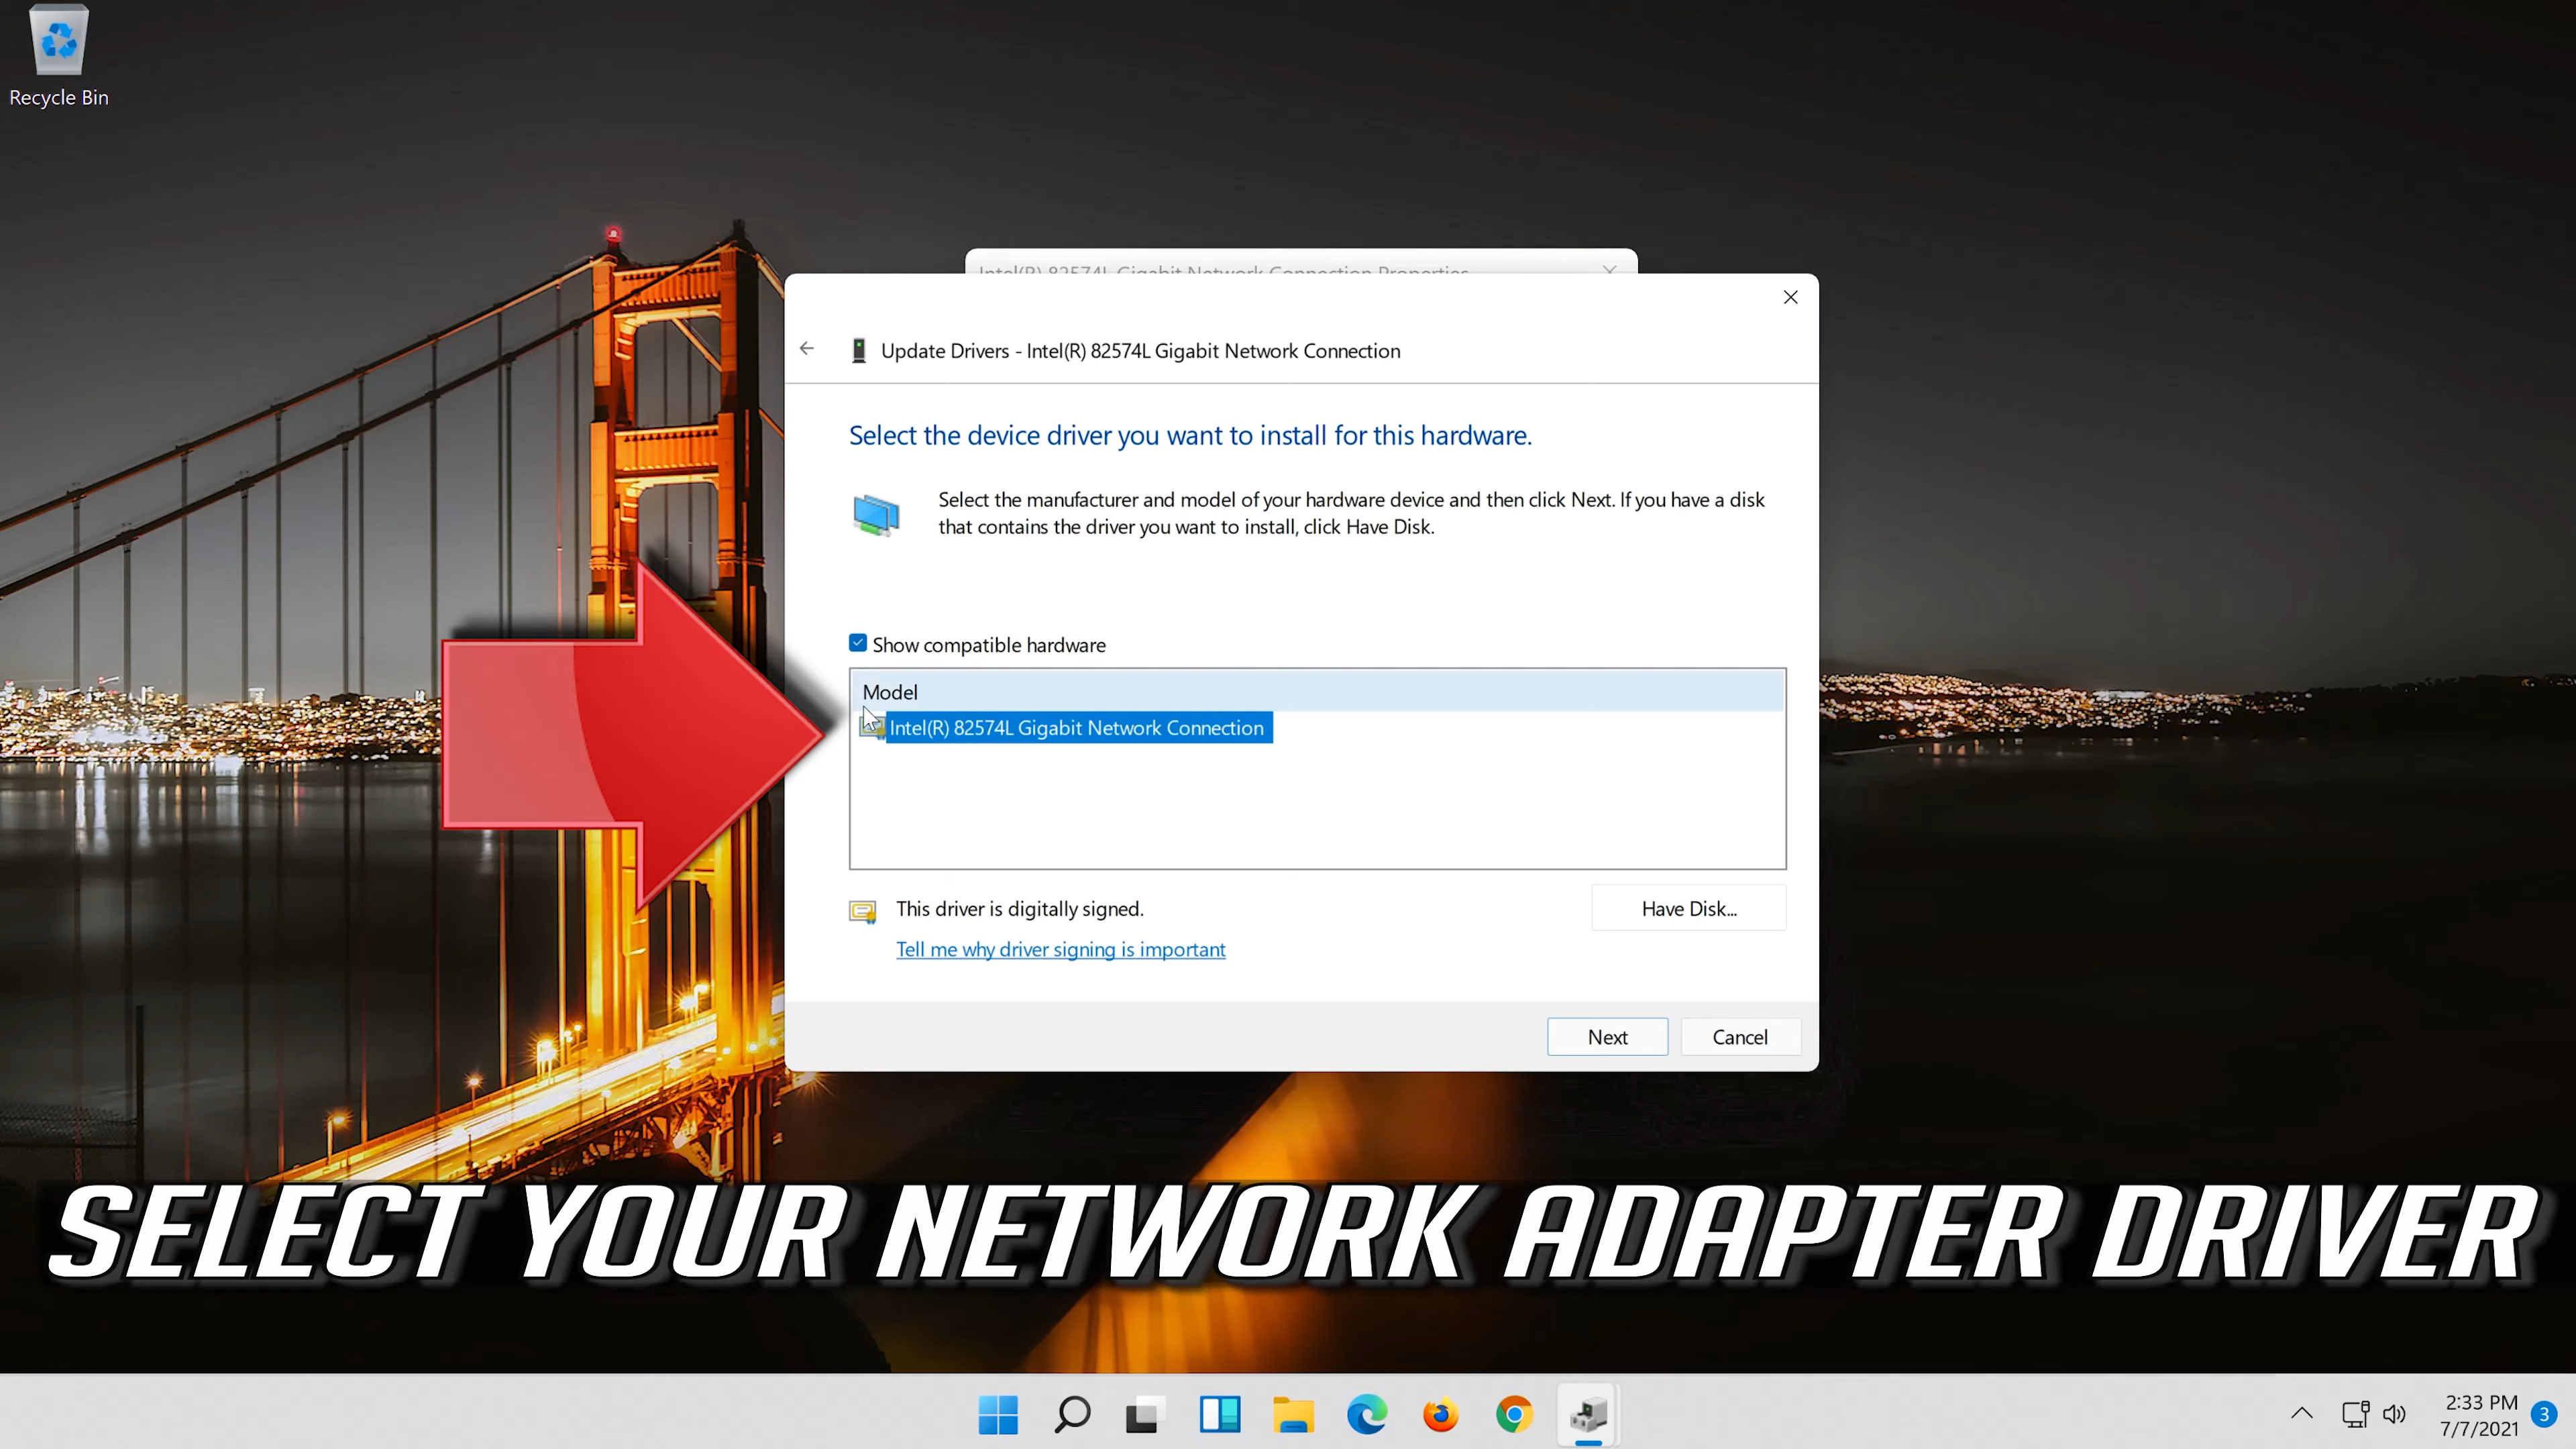 Recycle Bin
Intel(R) 82574L Gigabit Network Connection Properties
Update Drivers - Intel(R) 82574L Gigabit Network Connection
Select the device driver you want to install for this hardware.
Select the manufacturer and model of your hardware device and then click Next. If you have a disk
that contains the driver you want to install, click Have Disk.
Show compatible hardware
Model
Intel(R) 82574L Gigabit Network Connection
This driver is digitally signed.
Have Disk...
Tell me why driver signing is important
Next
Cancel
SELECT YOUR NETWORK ADAPTER DRIVER
2:33 PM
7/7/2021
3